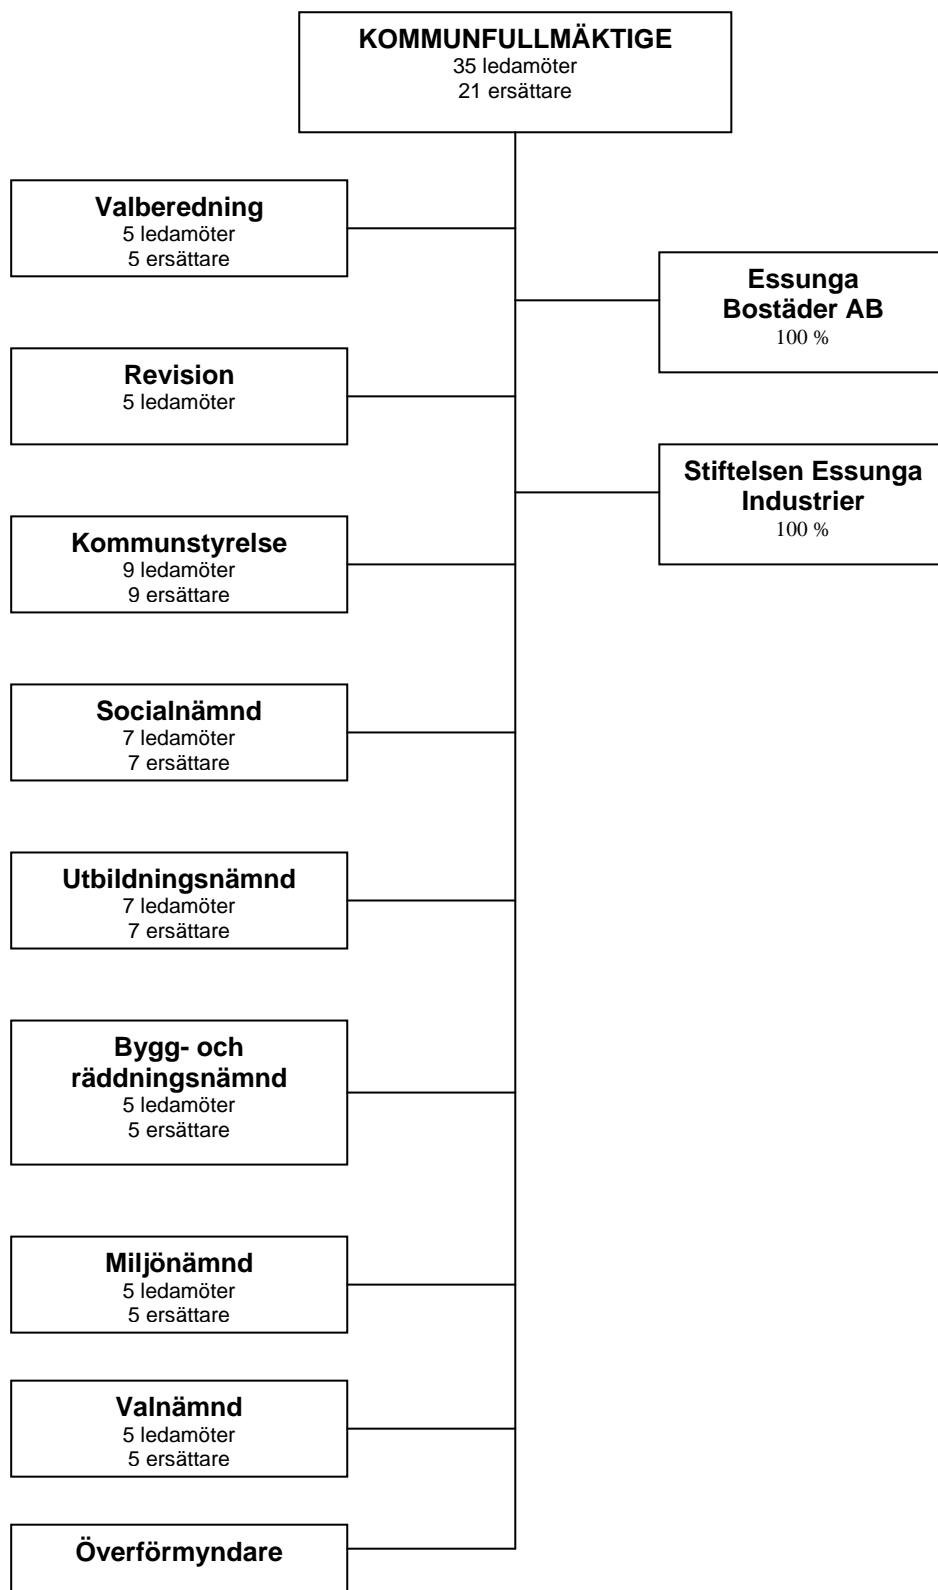 KOMMUNFULLMÄKTIGE
35 ledamöter
21 ersättare
Valberedning
5 ledamöter
5 ersättare
Essunga
Bostäder AB
100 %
Revision
5 ledamöter
Stiftelsen Essunga
Industrier
100 %
Kommunstyrelse
9 ledamöter
9 ersättare
Socialnämnd
7 ledamöter
7 ersättare
Utbildningsnämnd
7 ledamöter
7 ersättare
Bygg- och
räddningsnämnd
5 ledamöter
5 ersättare
Miljönämnd
5 ledamöter
5 ersättare
Valnämnd
5 ledamöter
5 ersättare
Överförmyndare